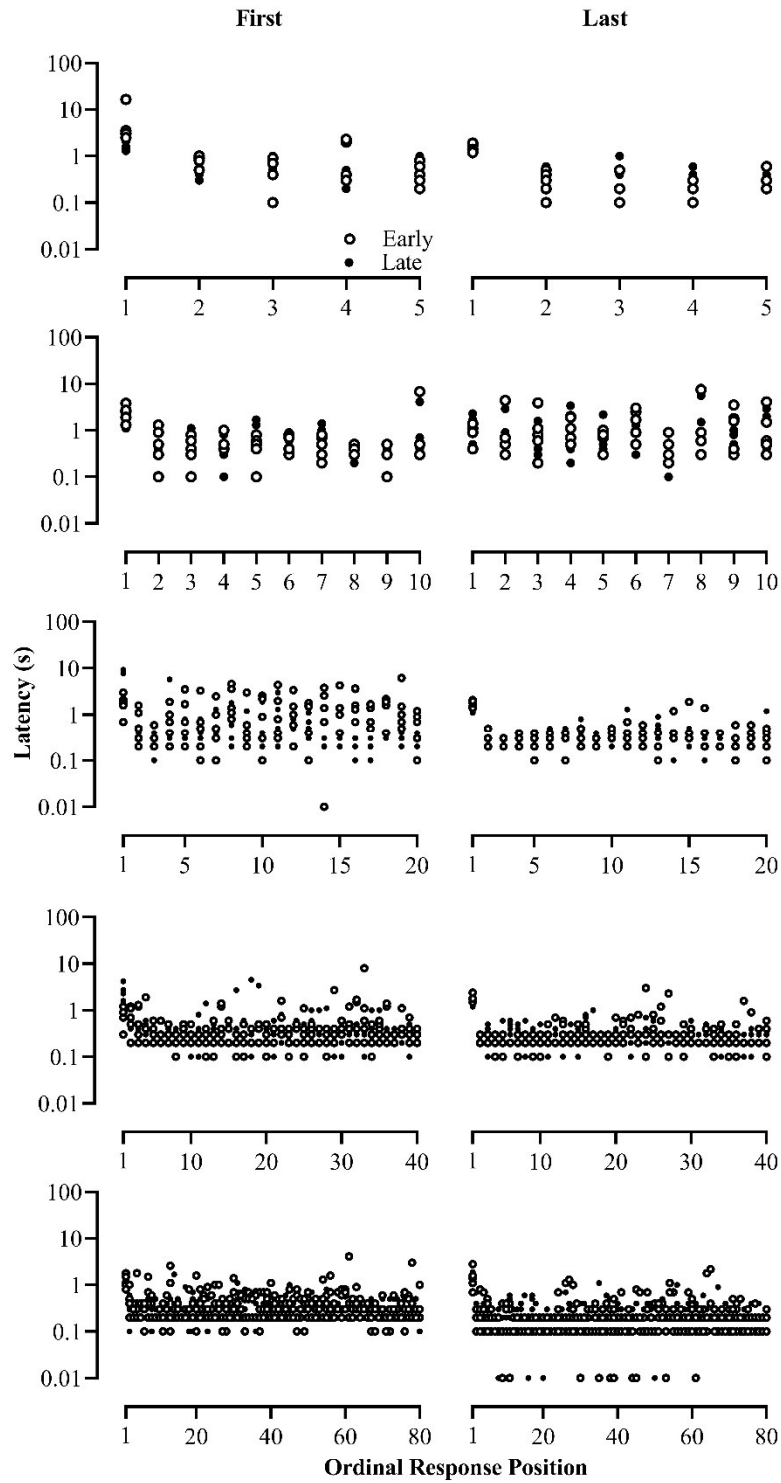 First Last
100
10
1
0.1
0.01
Early
Late
1 2 3 4 5 1 2 3 4 5
100
10
1
0.1
0.01
1 2 3 4 5 6 7 8 9 10 1 2 3 4 5 6 7 8 9 10
Latency (s)
100
10
1
0.1
0.01
1 5 10 15 20 1 5 10 15 20
100
10
1
0.1
0.01
1 10 20 30 40 1 10 20 30 40
100
10
1
0.1
0.01
1 20 40 60 80 1 20 40 60 80
Ordinal Response Position